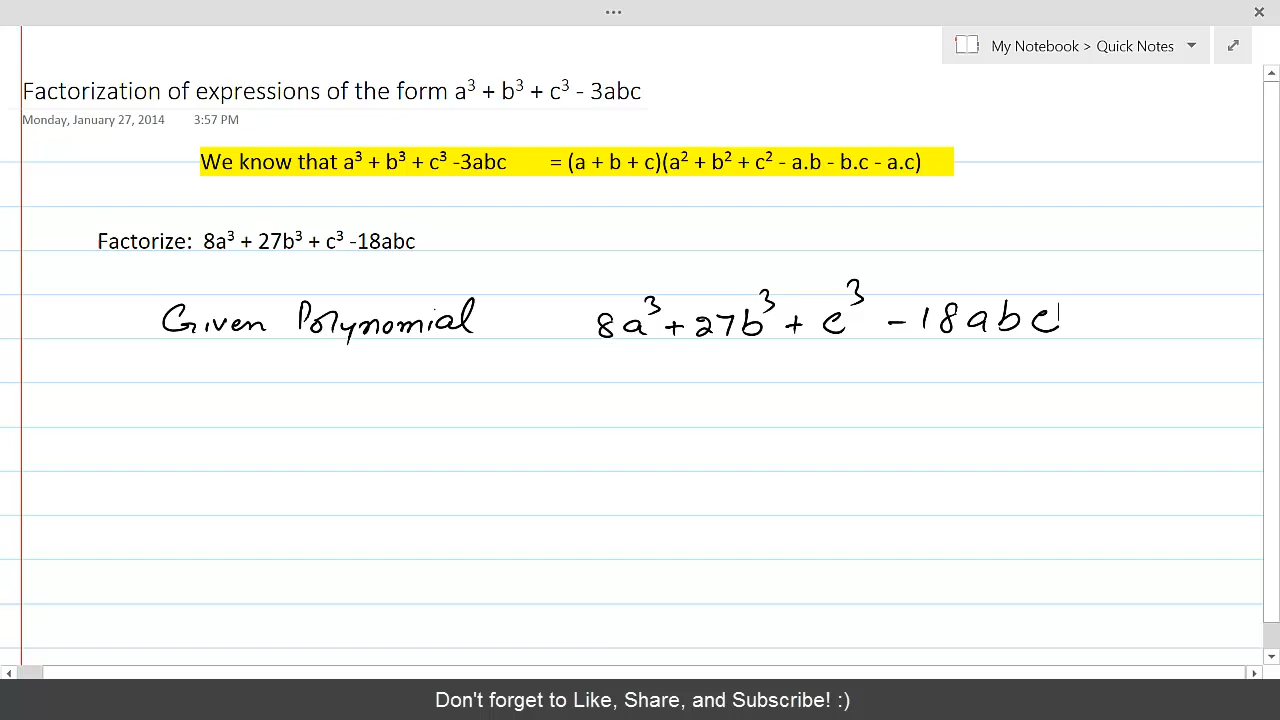 ...
My Notebook > Quick Notes
Factorization of expressions of the form a³ + b³ + c³ - 3abc
Monday, January 27, 2014 3:57 PM
We know that a³ + b³ + c³ -3abc = (a + b + c)(a² + b² + c² - a.b - b.c - a.c)
Factorize: 8a³ + 27b³ + c³ -18abc
Given Polynomial 8a³ + 27b³ + c³ - 18abc
Don't forget to Like, Share, and Subscribe! :)